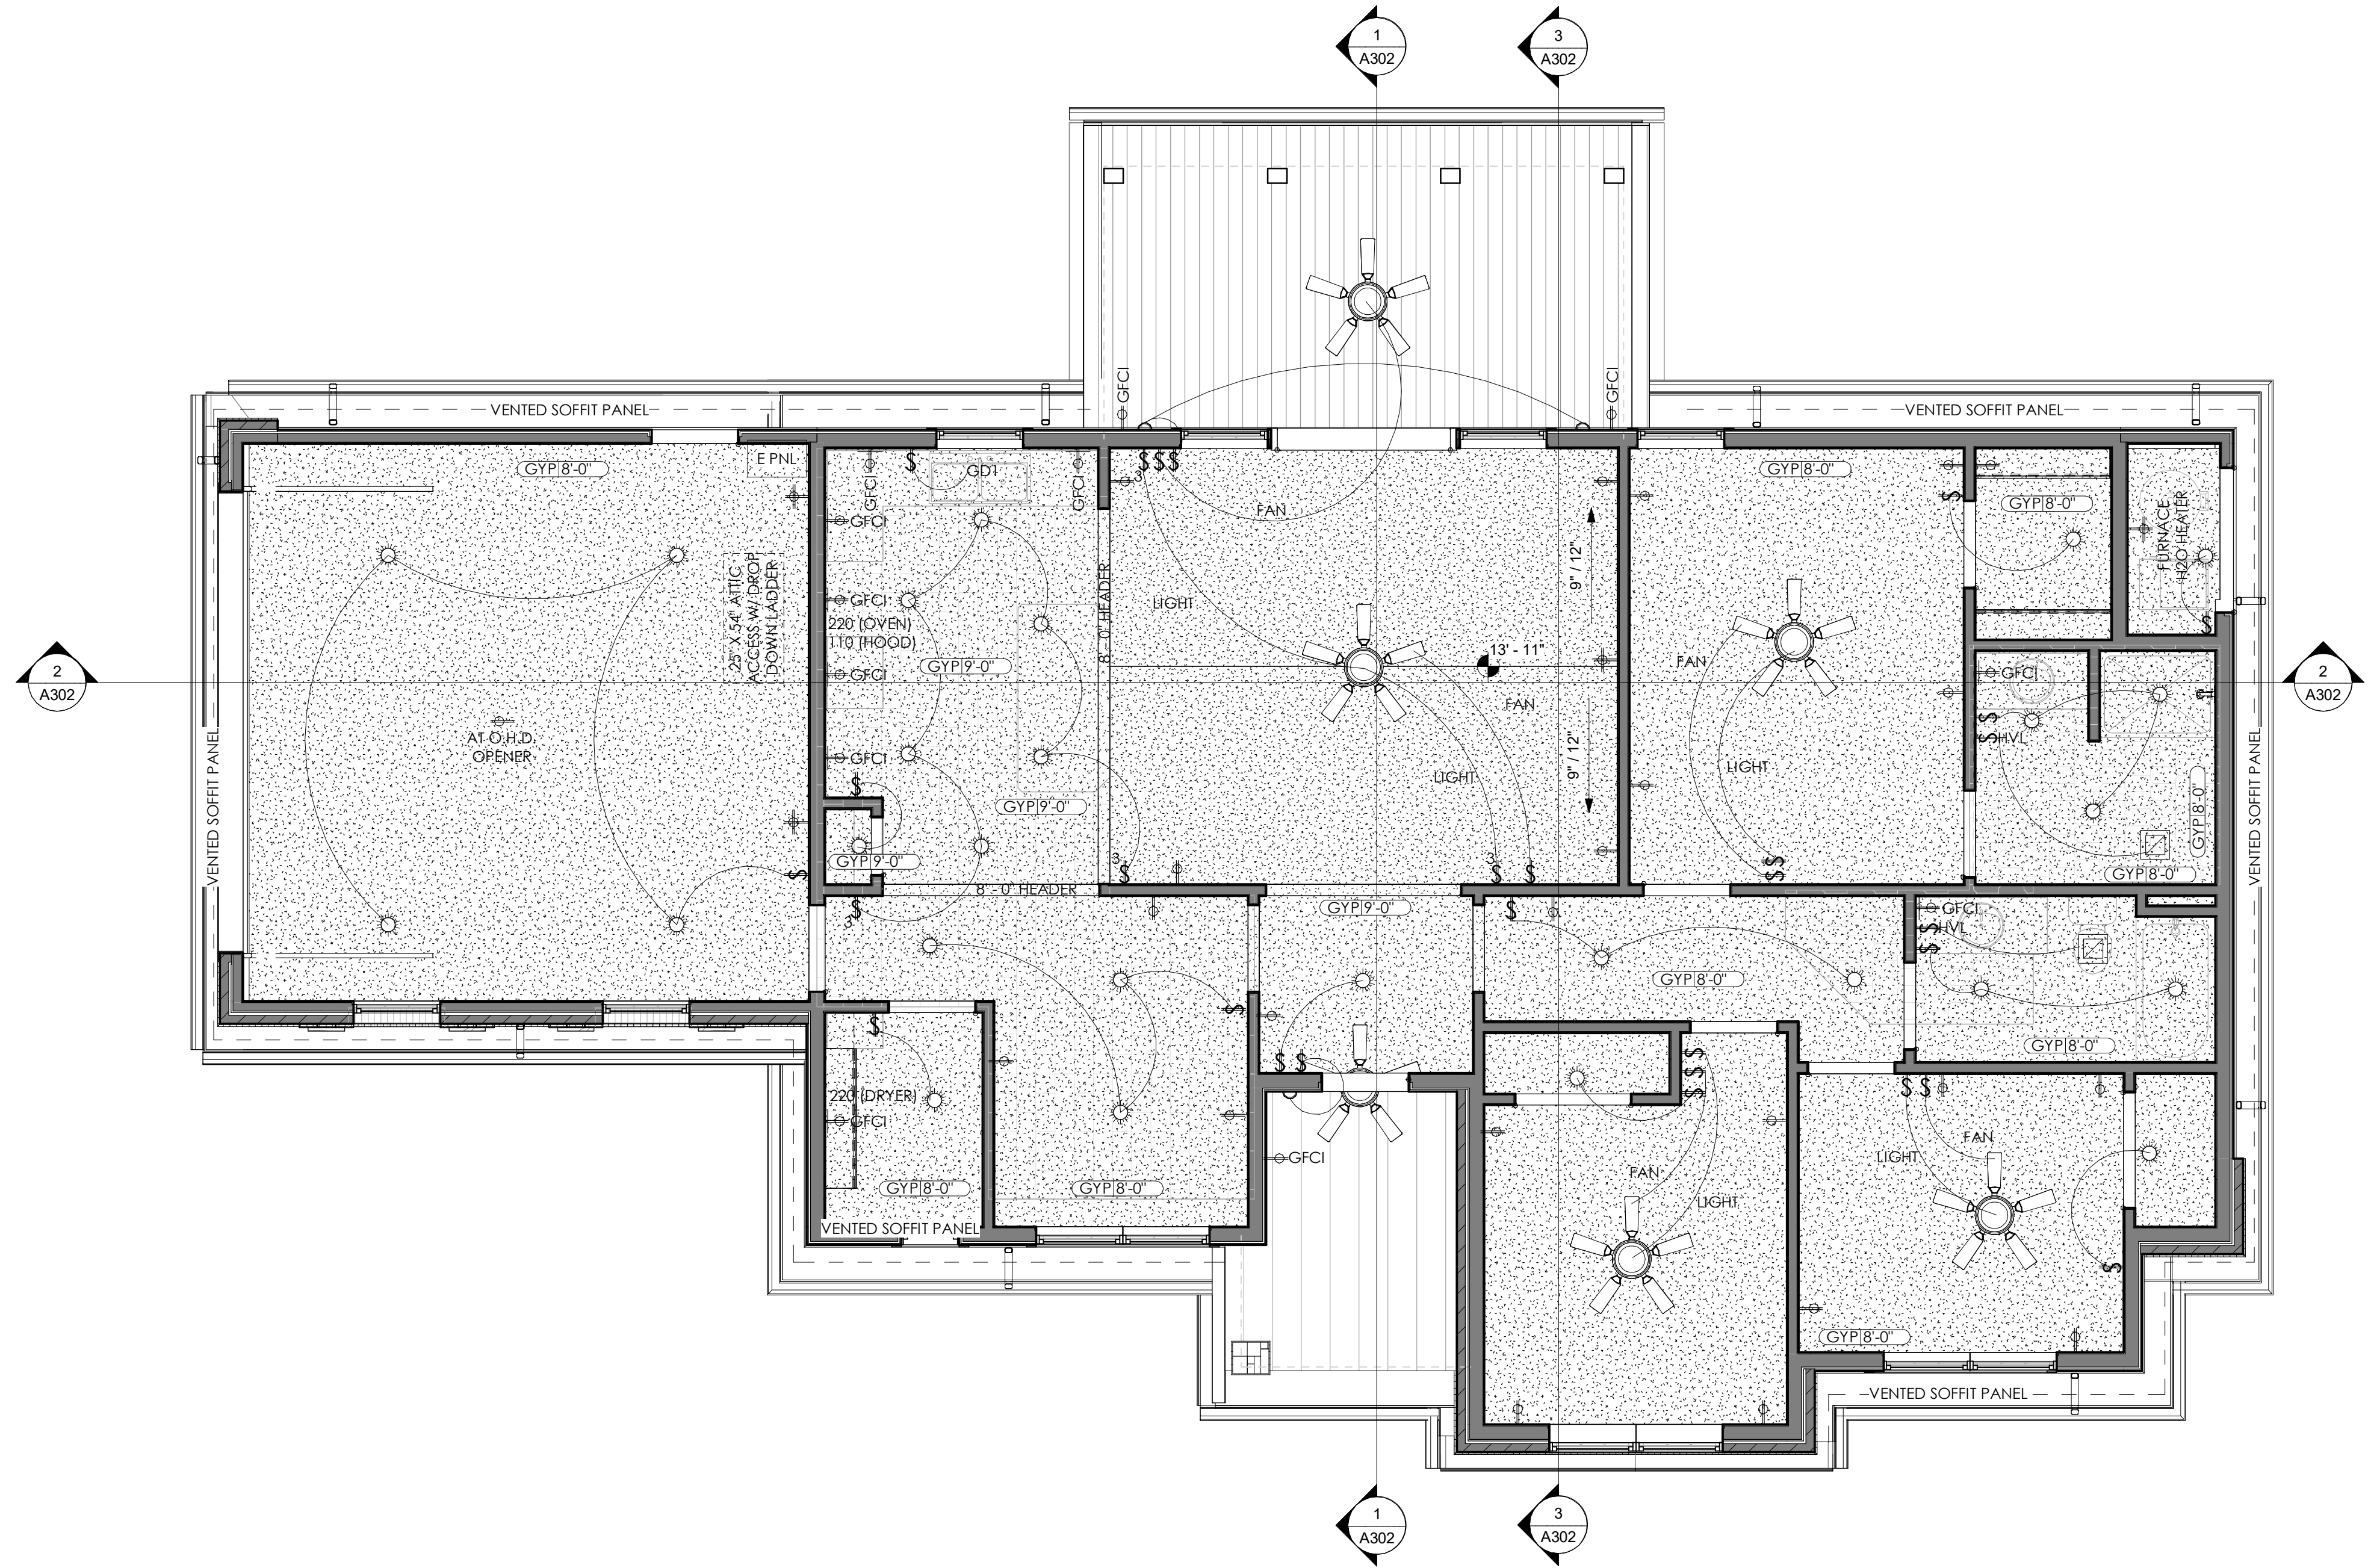 1
A302
3
A302
GFCI
GFCI
VENTED SOFFIT PANEL
VENTED SOFFIT PANEL
E PNL
GYP 8'-0"
GD1
GFCI
GFCI
GFCI
3
FAN
GYP 8'-0"
GYP 8'-0"
FURNACE
H2O HEATER
25" X 54" ATTIC
ACCESS W/ DROP
DOWN LADDER
GFCI
220 (OVEN)
110 (HOOD)
GYP 9'-0"
GFCI
8' - 0" HEADER
LIGHT
9" / 12"
13' - 11"
FAN
FAN
GFCI
2
A302
2
A302
VENTED SOFFIT PANEL
AT O.H.D.
OPENER
GFCI
HVL
LIGHT
LIGHT
9" / 12"
GYP 9'-0"
GYP 8'-0"
VENTED SOFFIT PANEL
GYP 9'-0"
3
3
GYP 8'-0"
8' - 0" HEADER
3
GYP 9'-0"
GFCI
HVL
GYP 8'-0"
GYP 8'-0"
220 (DRYER)
GFCI
GFCI
FAN
LIGHT
FAN
LIGHT
GYP 8'-0"
GYP 8'-0"
VENTED SOFFIT PANEL
GYP 8'-0"
VENTED SOFFIT PANEL
1
A302
3
A302